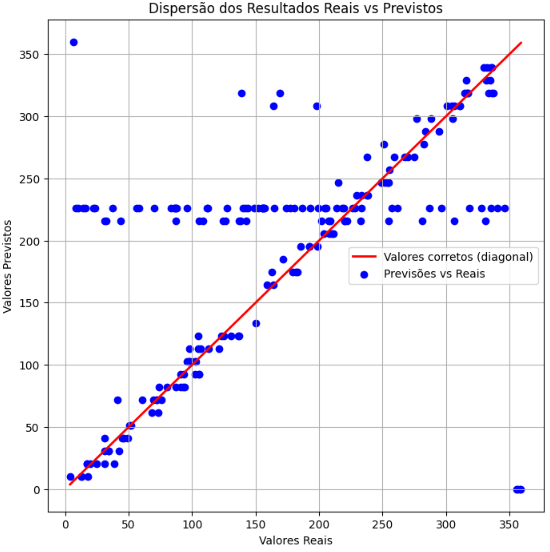 Dispersão dos Resultados Reais vs Previstos
Valores Previstos
350
300
250
200
150
100
50
0
Valores corretos (diagonal)
Previsões vs Reais
0 50 100 150 200 250 300 350
Valores Reais